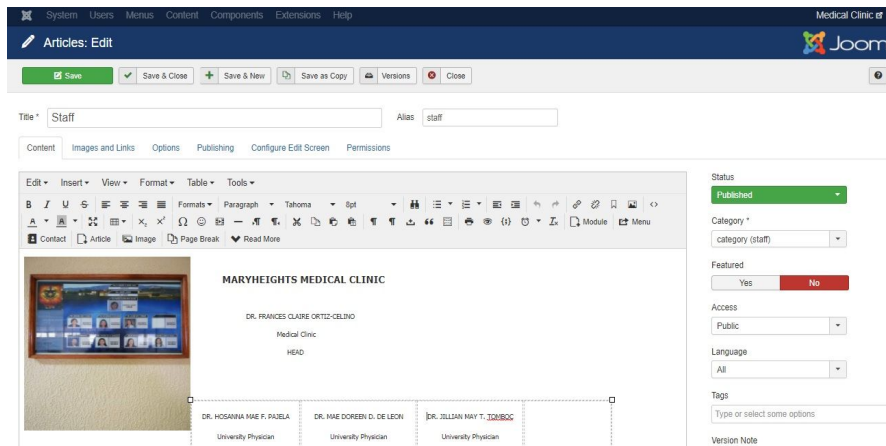 System Users Menus Content Components Extensions Help Medical Clinic
Articles: Edit Joom
Save Save & Close Save & New Save as Copy Versions Close
Title * Staff Alias staff
Content Images and Links Options Publishing Configure Edit Screen Permissions
Status
Edit Insert View Format Table Tools
Published
B I U S Formats Paragraph Tahoma 8pt
Category *
Module Menu
Contact Article Image Page Break Read More
category (staff)
Featured
MARYHEIGHTS MEDICAL CLINIC
Yes No
Access
DR. FRANCES CLAIRE ORTIZ-CELINO
Public
Medical Clinic
HEAD
Language
All
Tags
DR. HOSANNA MAE F. PAJELA DR. MAE DOREEN D. DE LEON DR. JILLIAN MAY T. TOMBOC
Type or select some options
University Physician University Physician University Physician
Version Note